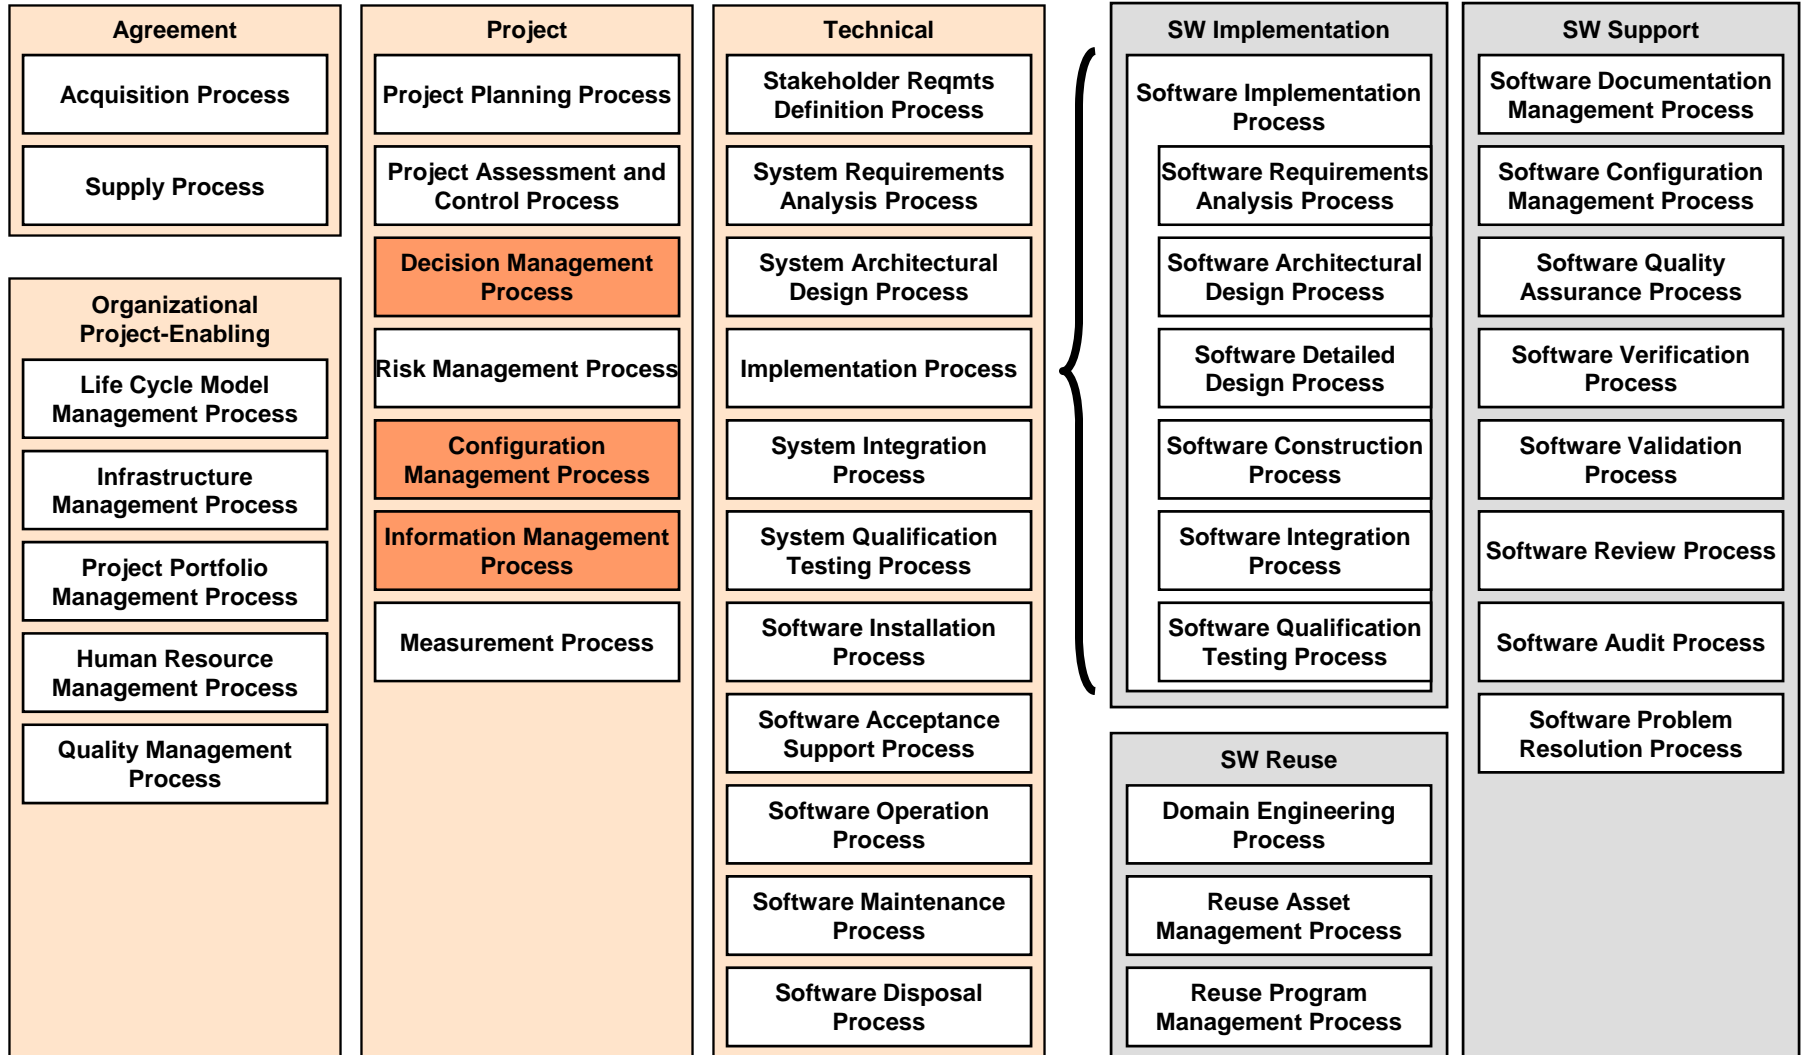 Agreement
Acquisition Process
Supply Process
Organizational
Project-Enabling
Life Cycle Model
Management Process
Infrastructure
Management Process
Project Portfolio
Management Process
Human Resource
Management Process
Quality Management
Process
Project
Project Planning Process
Project Assessment and
Control Process
Decision Management
Process
Risk Management Process
Configuration
Management Process
Information Management
Process
Measurement Process
Technical
Stakeholder Reqmts
Definition Process
System Requirements
Analysis Process
System Architectural
Design Process
Implementation Process
System Integration
Process
System Qualification
Testing Process
Software Installation
Process
Software Acceptance
Support Process
Software Operation
Process
Software Maintenance
Process
Software Disposal
Process
SW Implementation
Software Implementation
Process
Software Requirements
Analysis Process
Software Architectural
Design Process
Software Detailed
Design Process
Software Construction
Process
Software Integration
Process
Software Qualification
Testing Process
SW Reuse
Domain Engineering
Process
Reuse Asset
Management Process
Reuse Program
Management Process
SW Support
Software Documentation
Management Process
Software Configuration
Management Process
Software Quality
Assurance Process
Software Verification
Process
Software Validation
Process
Software Review Process
Software Audit Process
Software Problem
Resolution Process